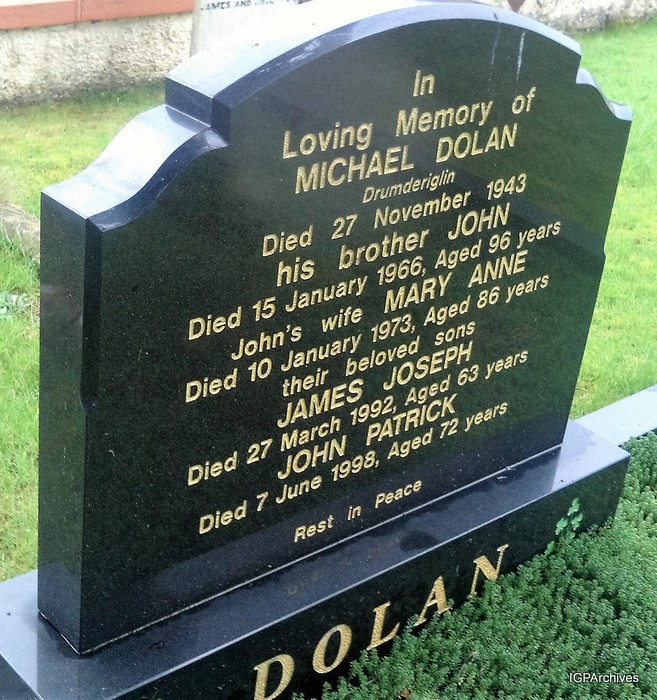 In
Loving Memory of
MICHAEL DOLAN
Drumderiglin
Died 27 November 1943
his brother JOHN
Died 15 January 1966, Aged 96 years
John's wife MARY ANNE
Died 10 January 1973, Aged 86 years
their beloved sons
JAMES JOSEPH
Died 27 March 1992, Aged 63 years
JOHN PATRICK
Died 7 June 1998, Aged 72 years
Rest in Peace
DOLAN
IGPArchives